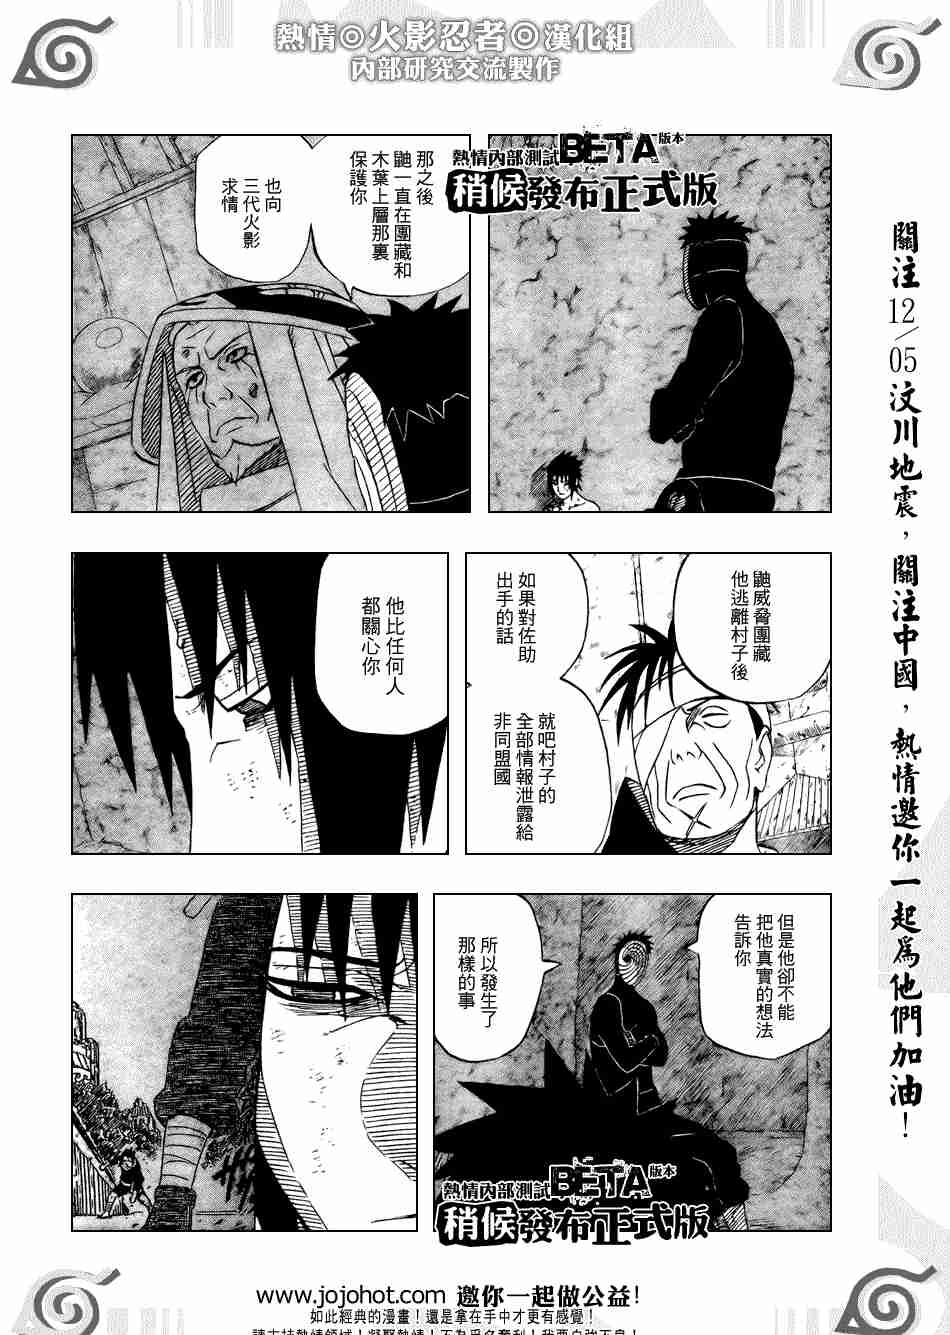 熱情◎火影忍者◎漢化組
內部研究交流製作
熱情內部測試BETA版本
稍候發布正式版
那之後
鼬一直在團藏和
木葉上層那裏
保護你
也向
三代火影
求情
鼬威脅團藏
他逃離村子後
如果對佐助
出手的話
就吧村子的
全部情報泄露給
非同盟國
他比任何人
都關心你
但是他卻不能
把他真實的想法
告訴你
所以發生了
那樣的事
熱情內部測試BETA版本
稍候發布正式版
關注12/05汶川地震，關注中國，熱情邀你一起為他們加油！
www.jojohot.com 邀你一起做公益！
如此經典的漫畫！還是拿在手中才更有感覺！